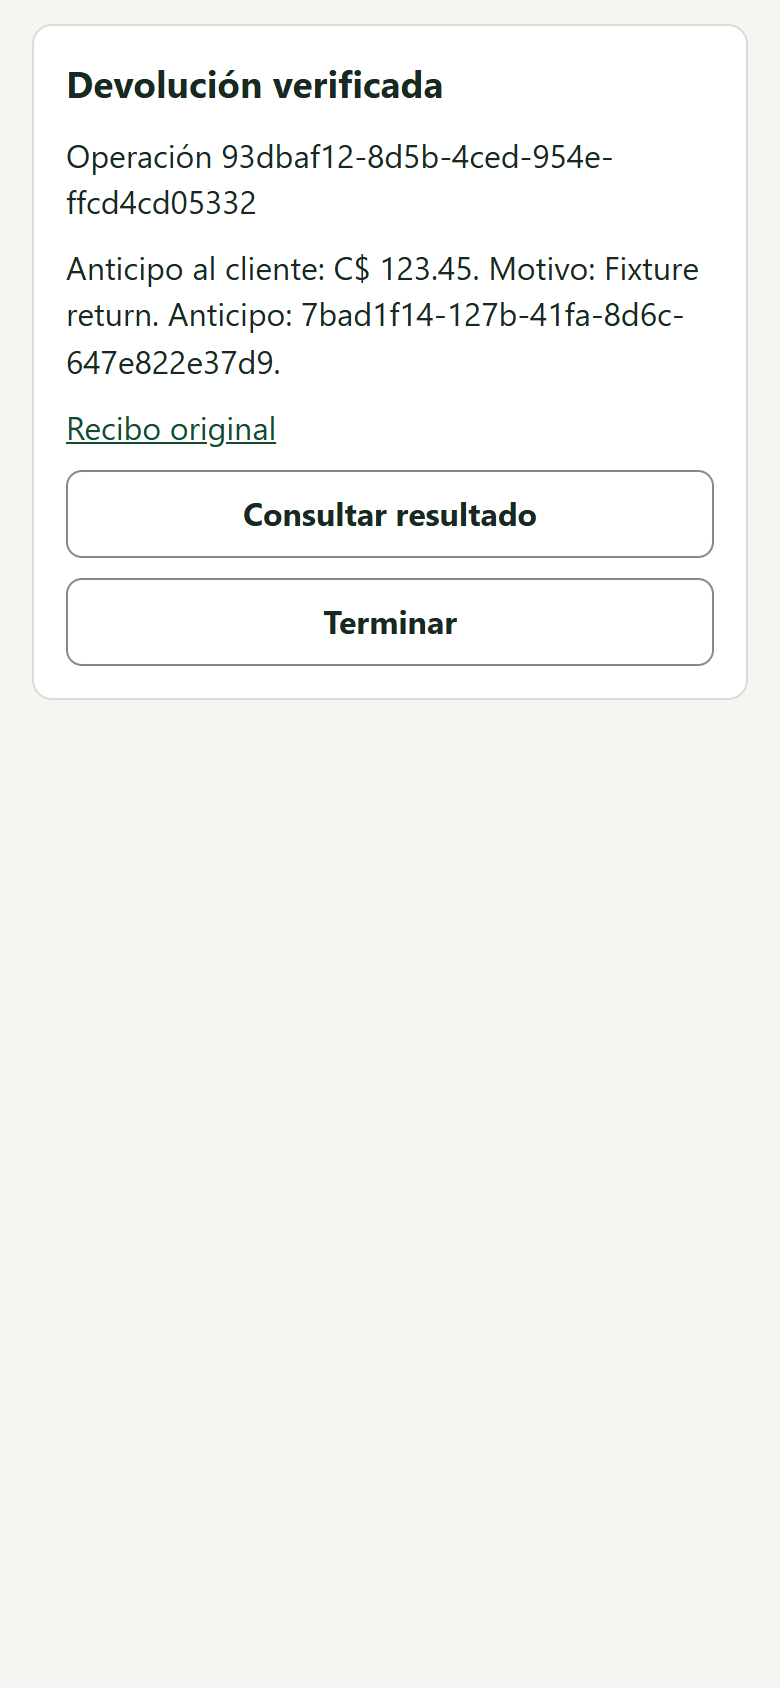 Devolución verificada
Operación 93dbaf12-8d5b-4ced-954e-
ffcd4cd05332
Anticipo al cliente: C$ 123.45. Motivo: Fixture
return. Anticipo: 7bad1f14-127b-41fa-8d6c-
647e822e37d9.
Recibo original
Consultar resultado
Terminar